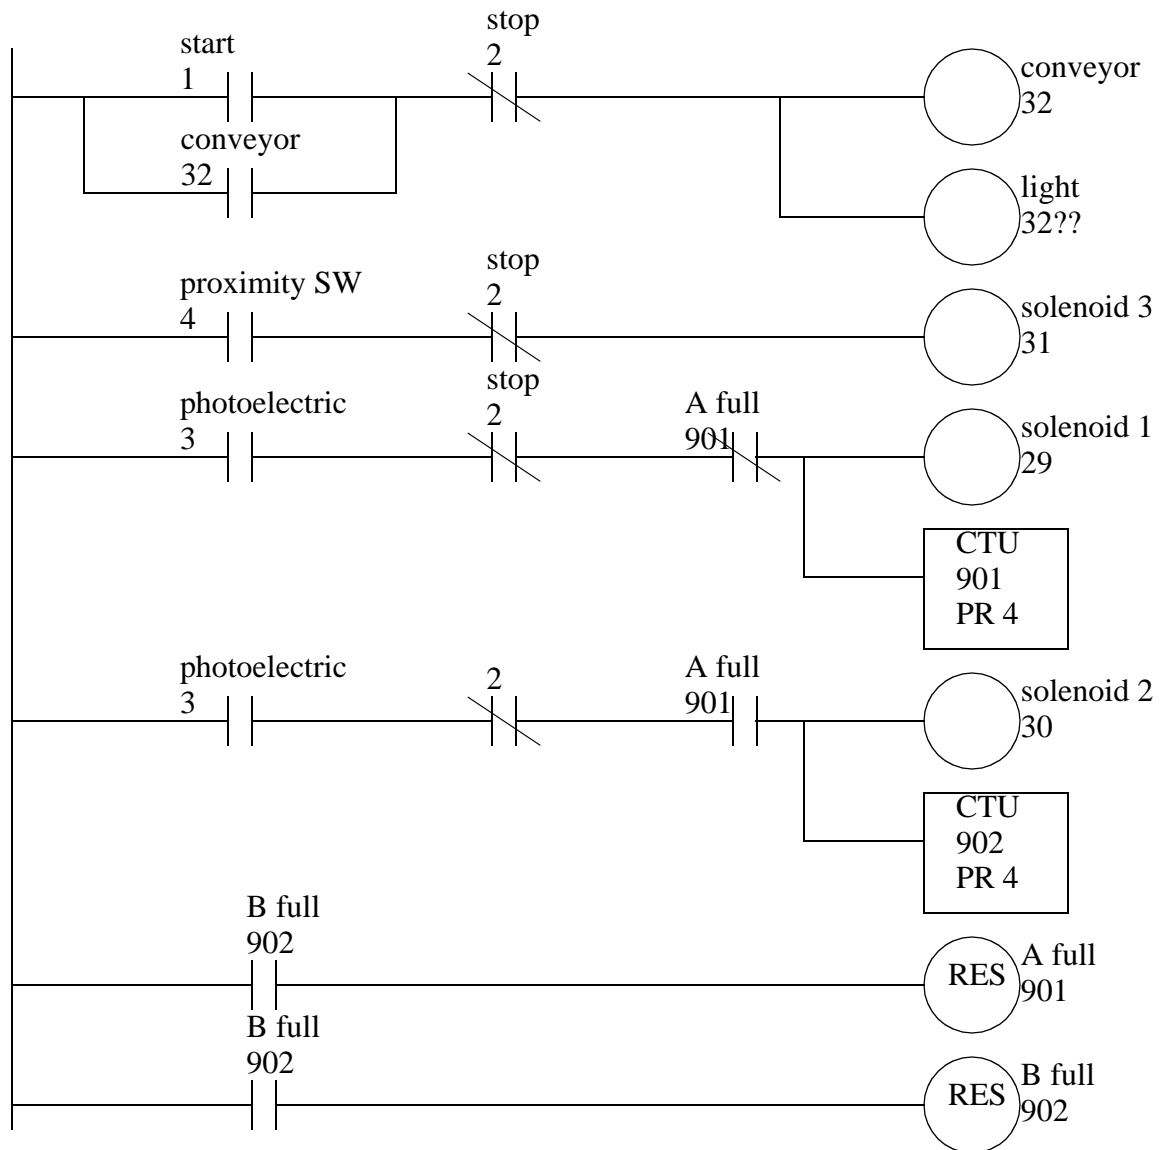 start
1
stop
2
conveyor
32
conveyor
32
light
32??
proximity SW
4
stop
2
solenoid 3
31
photoelectric
3
stop
2
A full
901
solenoid 1
29
CTU
901
PR 4
photoelectric
3
2
A full
901
solenoid 2
30
CTU
902
PR 4
B full
902
RES
A full
901
B full
902
RES
B full
902